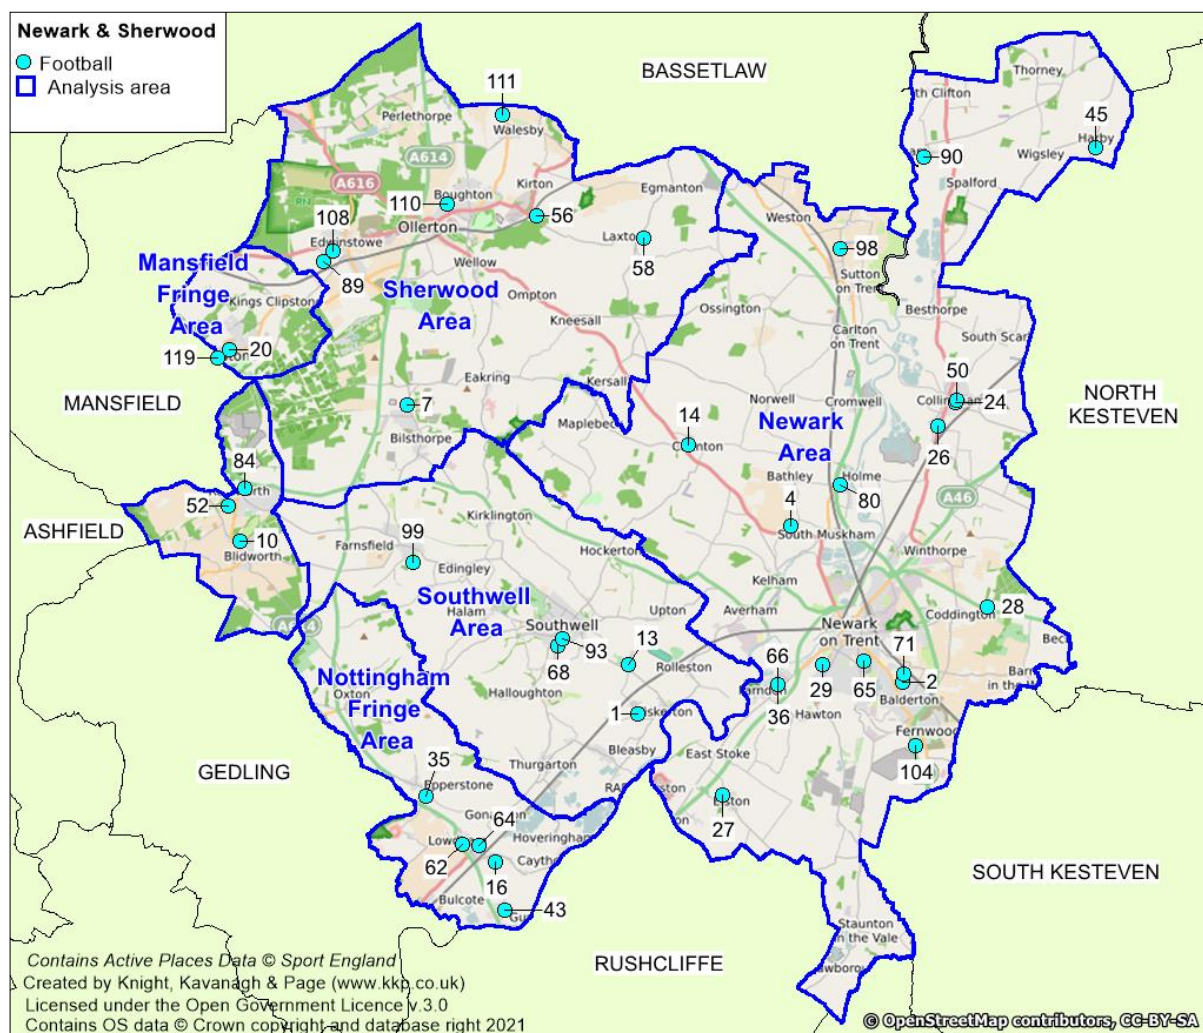 Newark & Sherwood
Football
Analysis area
BASSETLAW
111
Perlethorpe
Walesby
Thorney
45
Harby
Wigsley
90
Spalford
A614
A616
RN
110
Boughton
Kirton
56
Egmanton
Weston
108
Ollerton
Laxton
58
98
89
Wellow
Sutton
on Trent
Mansfield
Fringe
Area
Kings Clipstone
Sherwood
Area
Ompton
Ossington
Besthorpe
Kneesall
Carlton
on Trent
South Scar
20
119
50
Eakring
Kersall
Norwell
Cromwell
24
MANSFIELD
7
Maplebeck
14
Newark
Area
26
NORTH
KESTEVEN
Bilsthorpe
Bathley
Holme
80
A46
84
52
4
South Muskham
ASHFIELD
10
Blidworth
99
Farnsfield
Kirklington
Edingley
Hockerton
Winthorpe
Kelham
Southwell
Area
Halam
Upton
Averham
Coddington
28
Newark
on Trent
Southwell
93
68
13
Rolleston
66
36
29
65
71
2
Balderton
Nottingham
Fringe
Area
Oxton
Halloughton
Hawton
1
Bleasby
Fernwood
104
East Stoke
Thurgarton
GEDLING
35
Epperstone
27
64
62
Hoveringham
16
Bulcote
43
SOUTH KESTEVEN
Staunton
in the Vale
RUSHCLIFFE
Contains Active Places Data © Sport England
Created by Knight, Kavanagh & Page (www.kkp.co.uk)
Licensed under the Open Government Licence v.3.0
Contains OS data © Crown copyright and database right 2021
© OpenStreetMap contributors, CC-BY-SA